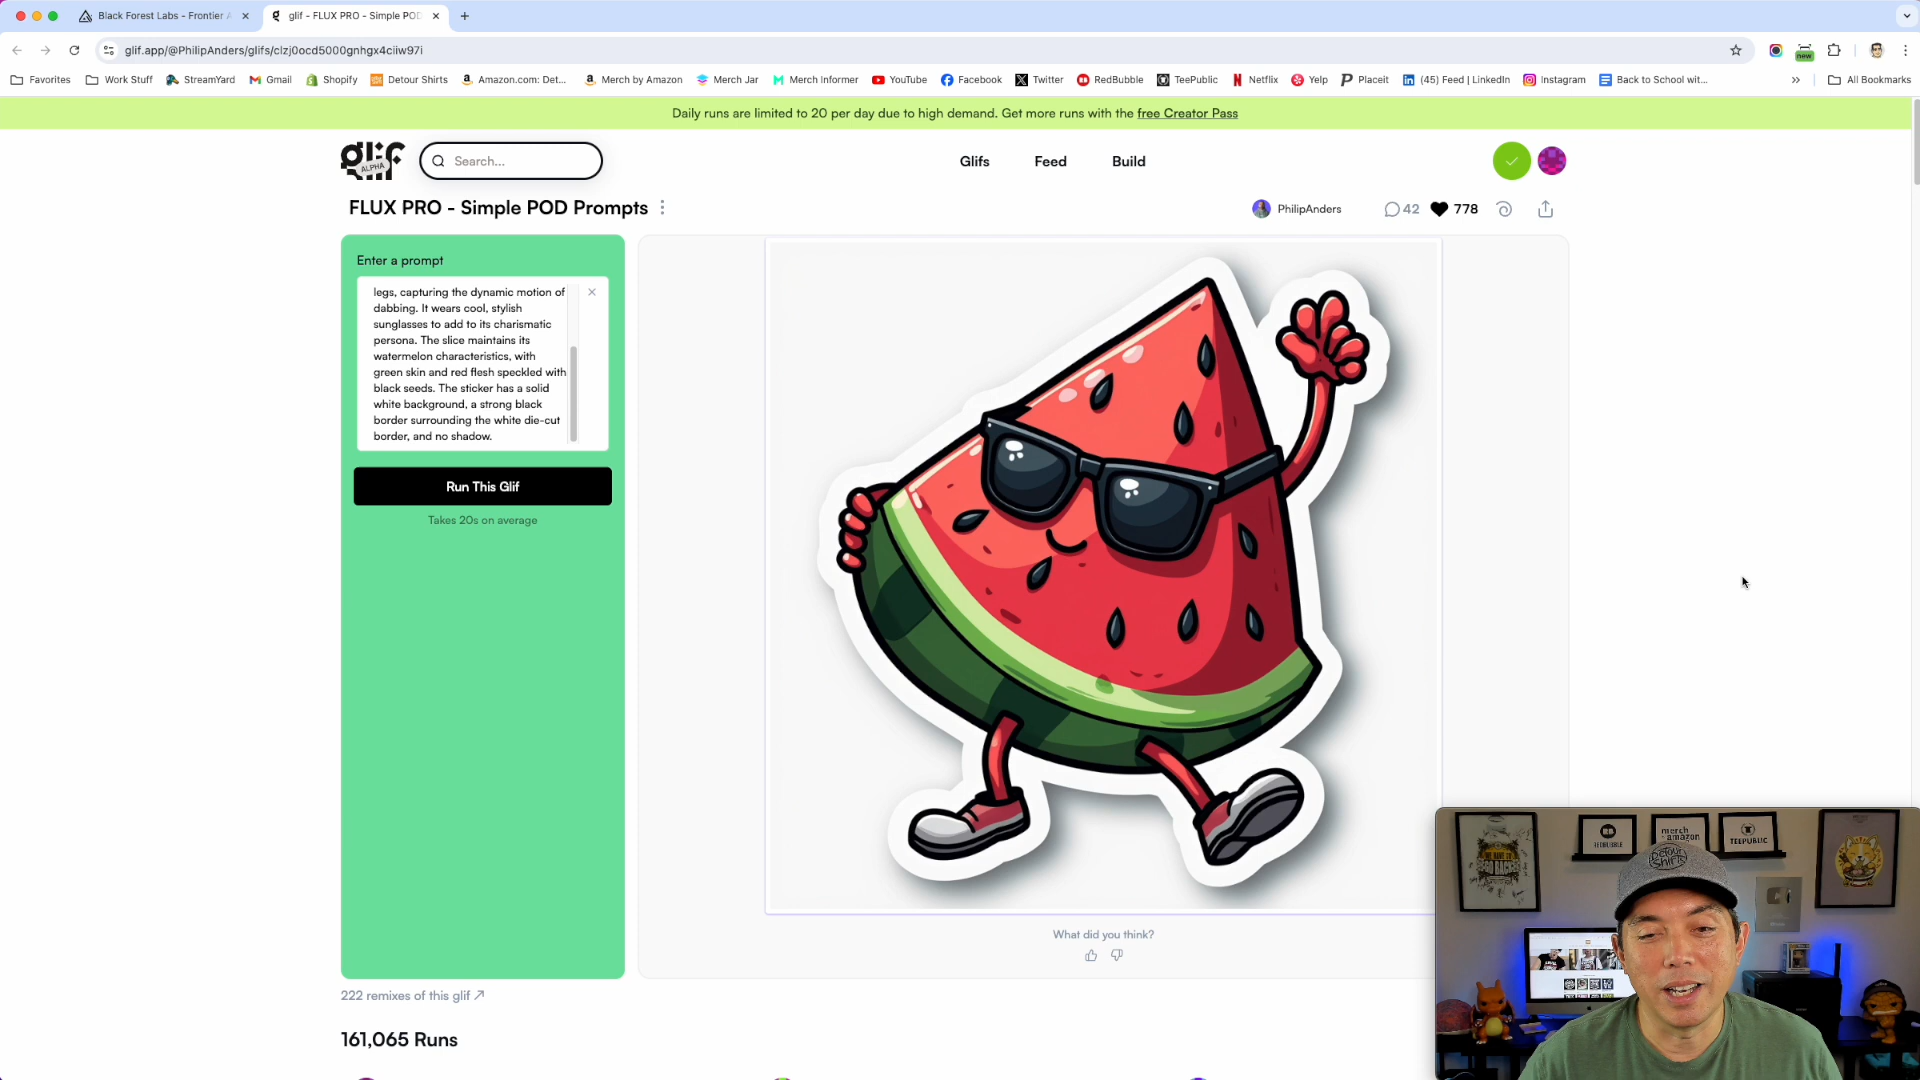 Black Forest Labs - Frontier A
glif - FLUX PRO - Simple POD
glif.app/@PhilipAnders/glifs/clzj0ocd5000gnhgx4ciiw97i
new
Favorites
Work Stuff
StreamYard
Gmail
Shopify
Detour Shirts
Amazon.com: Det...
Merch by Amazon
Merch Jar
Merch Informer
YouTube
Facebook
Twitter
RedBubble
TeePublic
Netflix
Yelp
Placeit
(45) Feed | LinkedIn
Instagram
Back to School wit...
All Bookmarks
Daily runs are limited to 20 per day due to high demand. Get more runs with the free Creator Pass
glif
ALPHA
Search...
Glifs
Feed
Build
FLUX PRO - Simple POD Prompts
PhilipAnders
42
778
Enter a prompt
legs, capturing the dynamic motion of
dabbing. It wears cool, stylish
sunglasses to add to its charismatic
persona. The slice maintains its
watermelon characteristics, with
green skin and red flesh speckled with
black seeds. The sticker has a solid
white background, a strong black
border surrounding the white die-cut
border, and no shadow.
Run This Glif
Takes 20s on average
What did you think?
222 remixes of this glif
161,065 Runs
REDBUBBLE
merch
amazon
TEEPUBLIC
DETOUR
SHIRTS